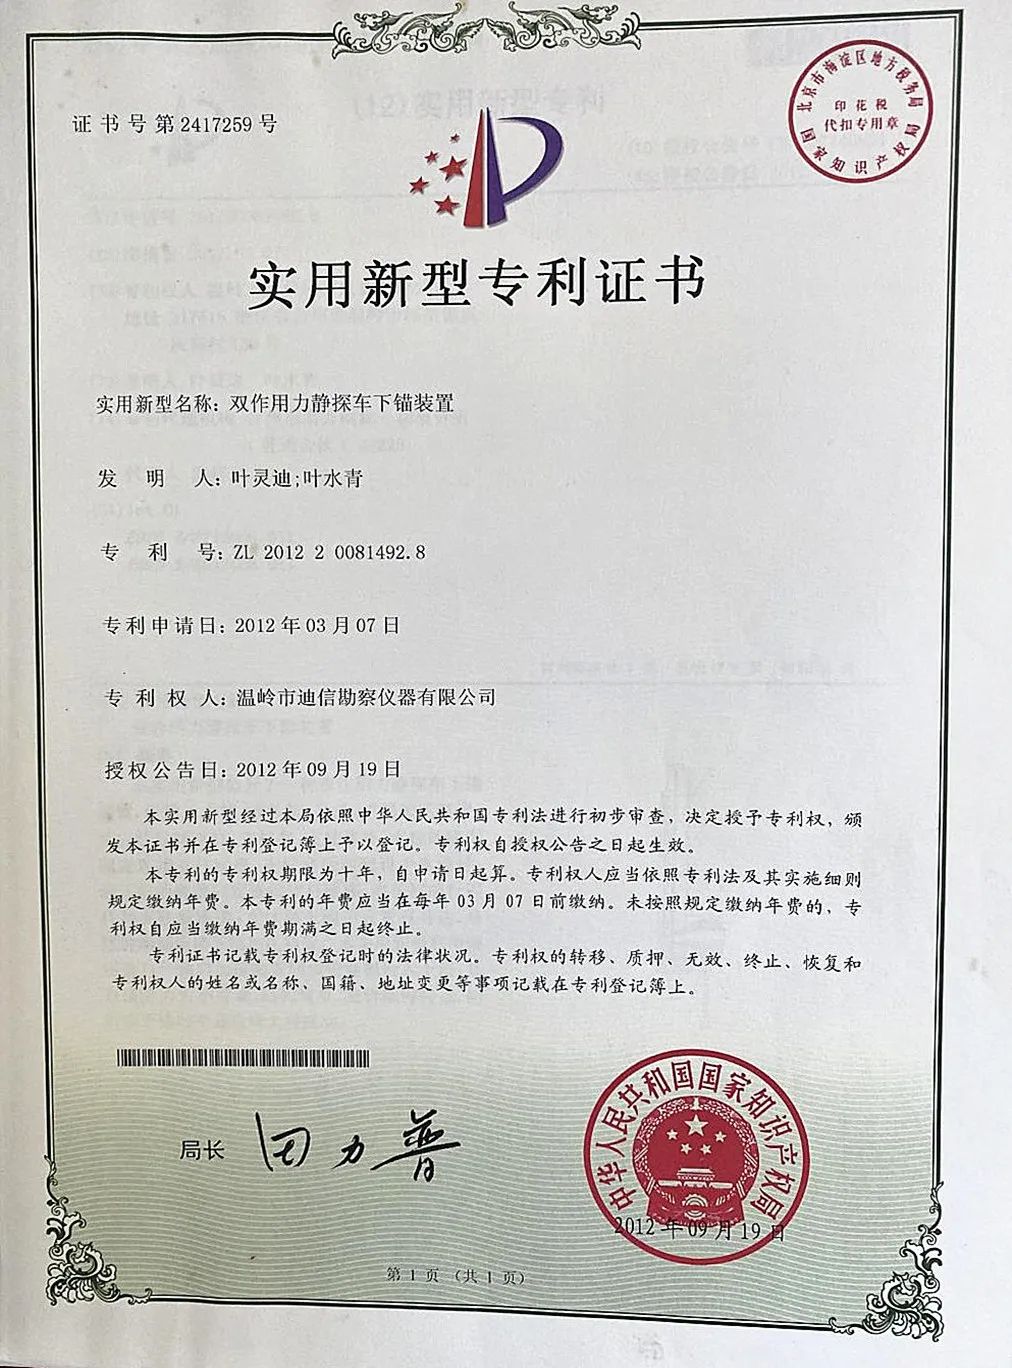 证书号第2417259号
北京市海淀区地方税务局
印花税
代扣专用章
国家知识产权局
实用新型专利证书
实用新型名称：双作用力静探车下锚装置
发明人：叶灵迪;叶水青
专利号：ZL 2012 2 0081492.8
专利申请日：2012年03月07日
专利权人：温岭市迪信勘察仪器有限公司
授权公告日：2012年09月19日
本实用新型经过本局依照中华人民共和国专利法进行初步审查，决定授予专利权，颁
发本证书并在专利登记簿上予以登记。专利权自授权公告之日起生效。
本专利的专利权期限为十年，自申请日起算。专利权人应当依照专利法及其实施细则
规定缴纳年费。本专利的年费应当在每年03月07日前缴纳。未按照规定缴纳年费的，专
利权自应当缴纳年费期满之日起终止。
专利证书记载专利权登记时的法律状况。专利权的转移、质押、无效、终止、恢复和
专利权人的姓名或名称、国籍、地址变更等事项记载在专利登记簿上。
局长
田力普
中华人民共和国国家知识产权局
2012年09月19日
第1页（共1页）